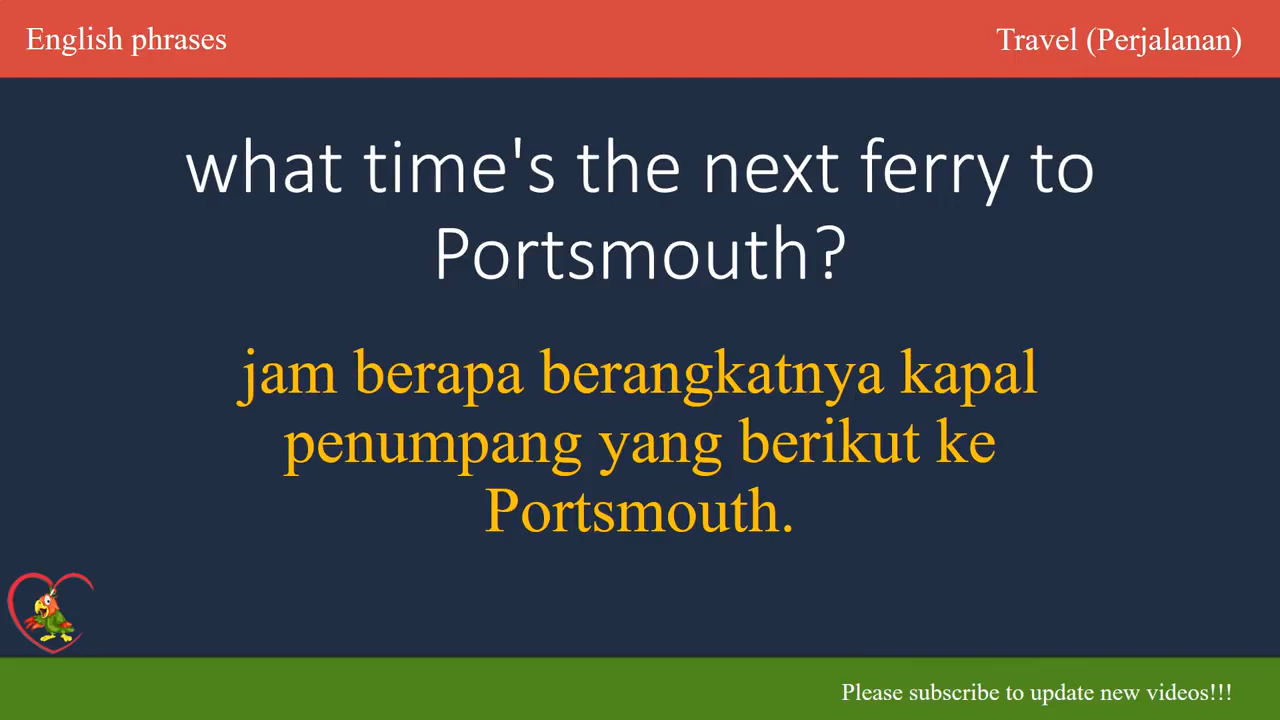 English phrases
Travel (Perjalanan)
what time's the next ferry to
Portsmouth?
jam berapa berangkatnya kapal
penumpang yang berikut ke
Portsmouth.
Please subscribe to update new videos!!!